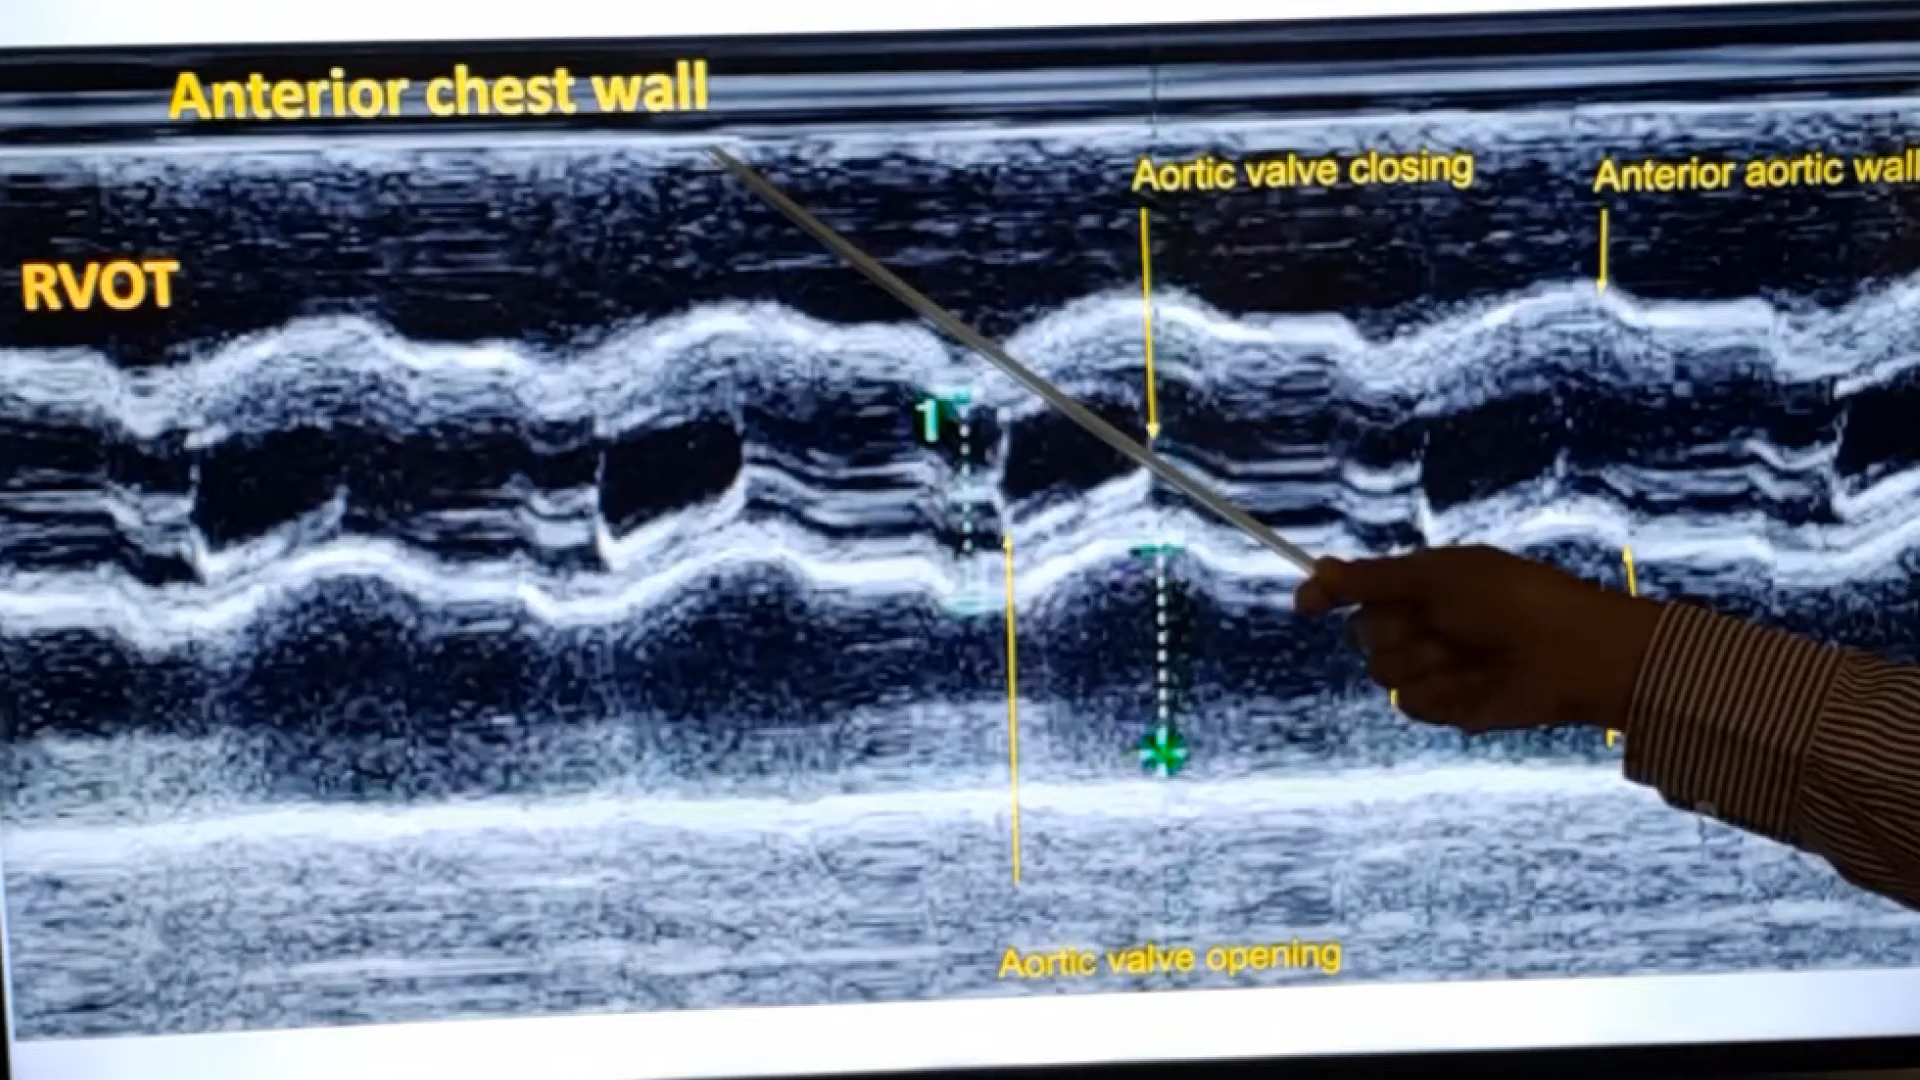 Anterior chest wall
Aortic valve closing
Anterior aortic wall
RVOT
1
Aortic valve opening